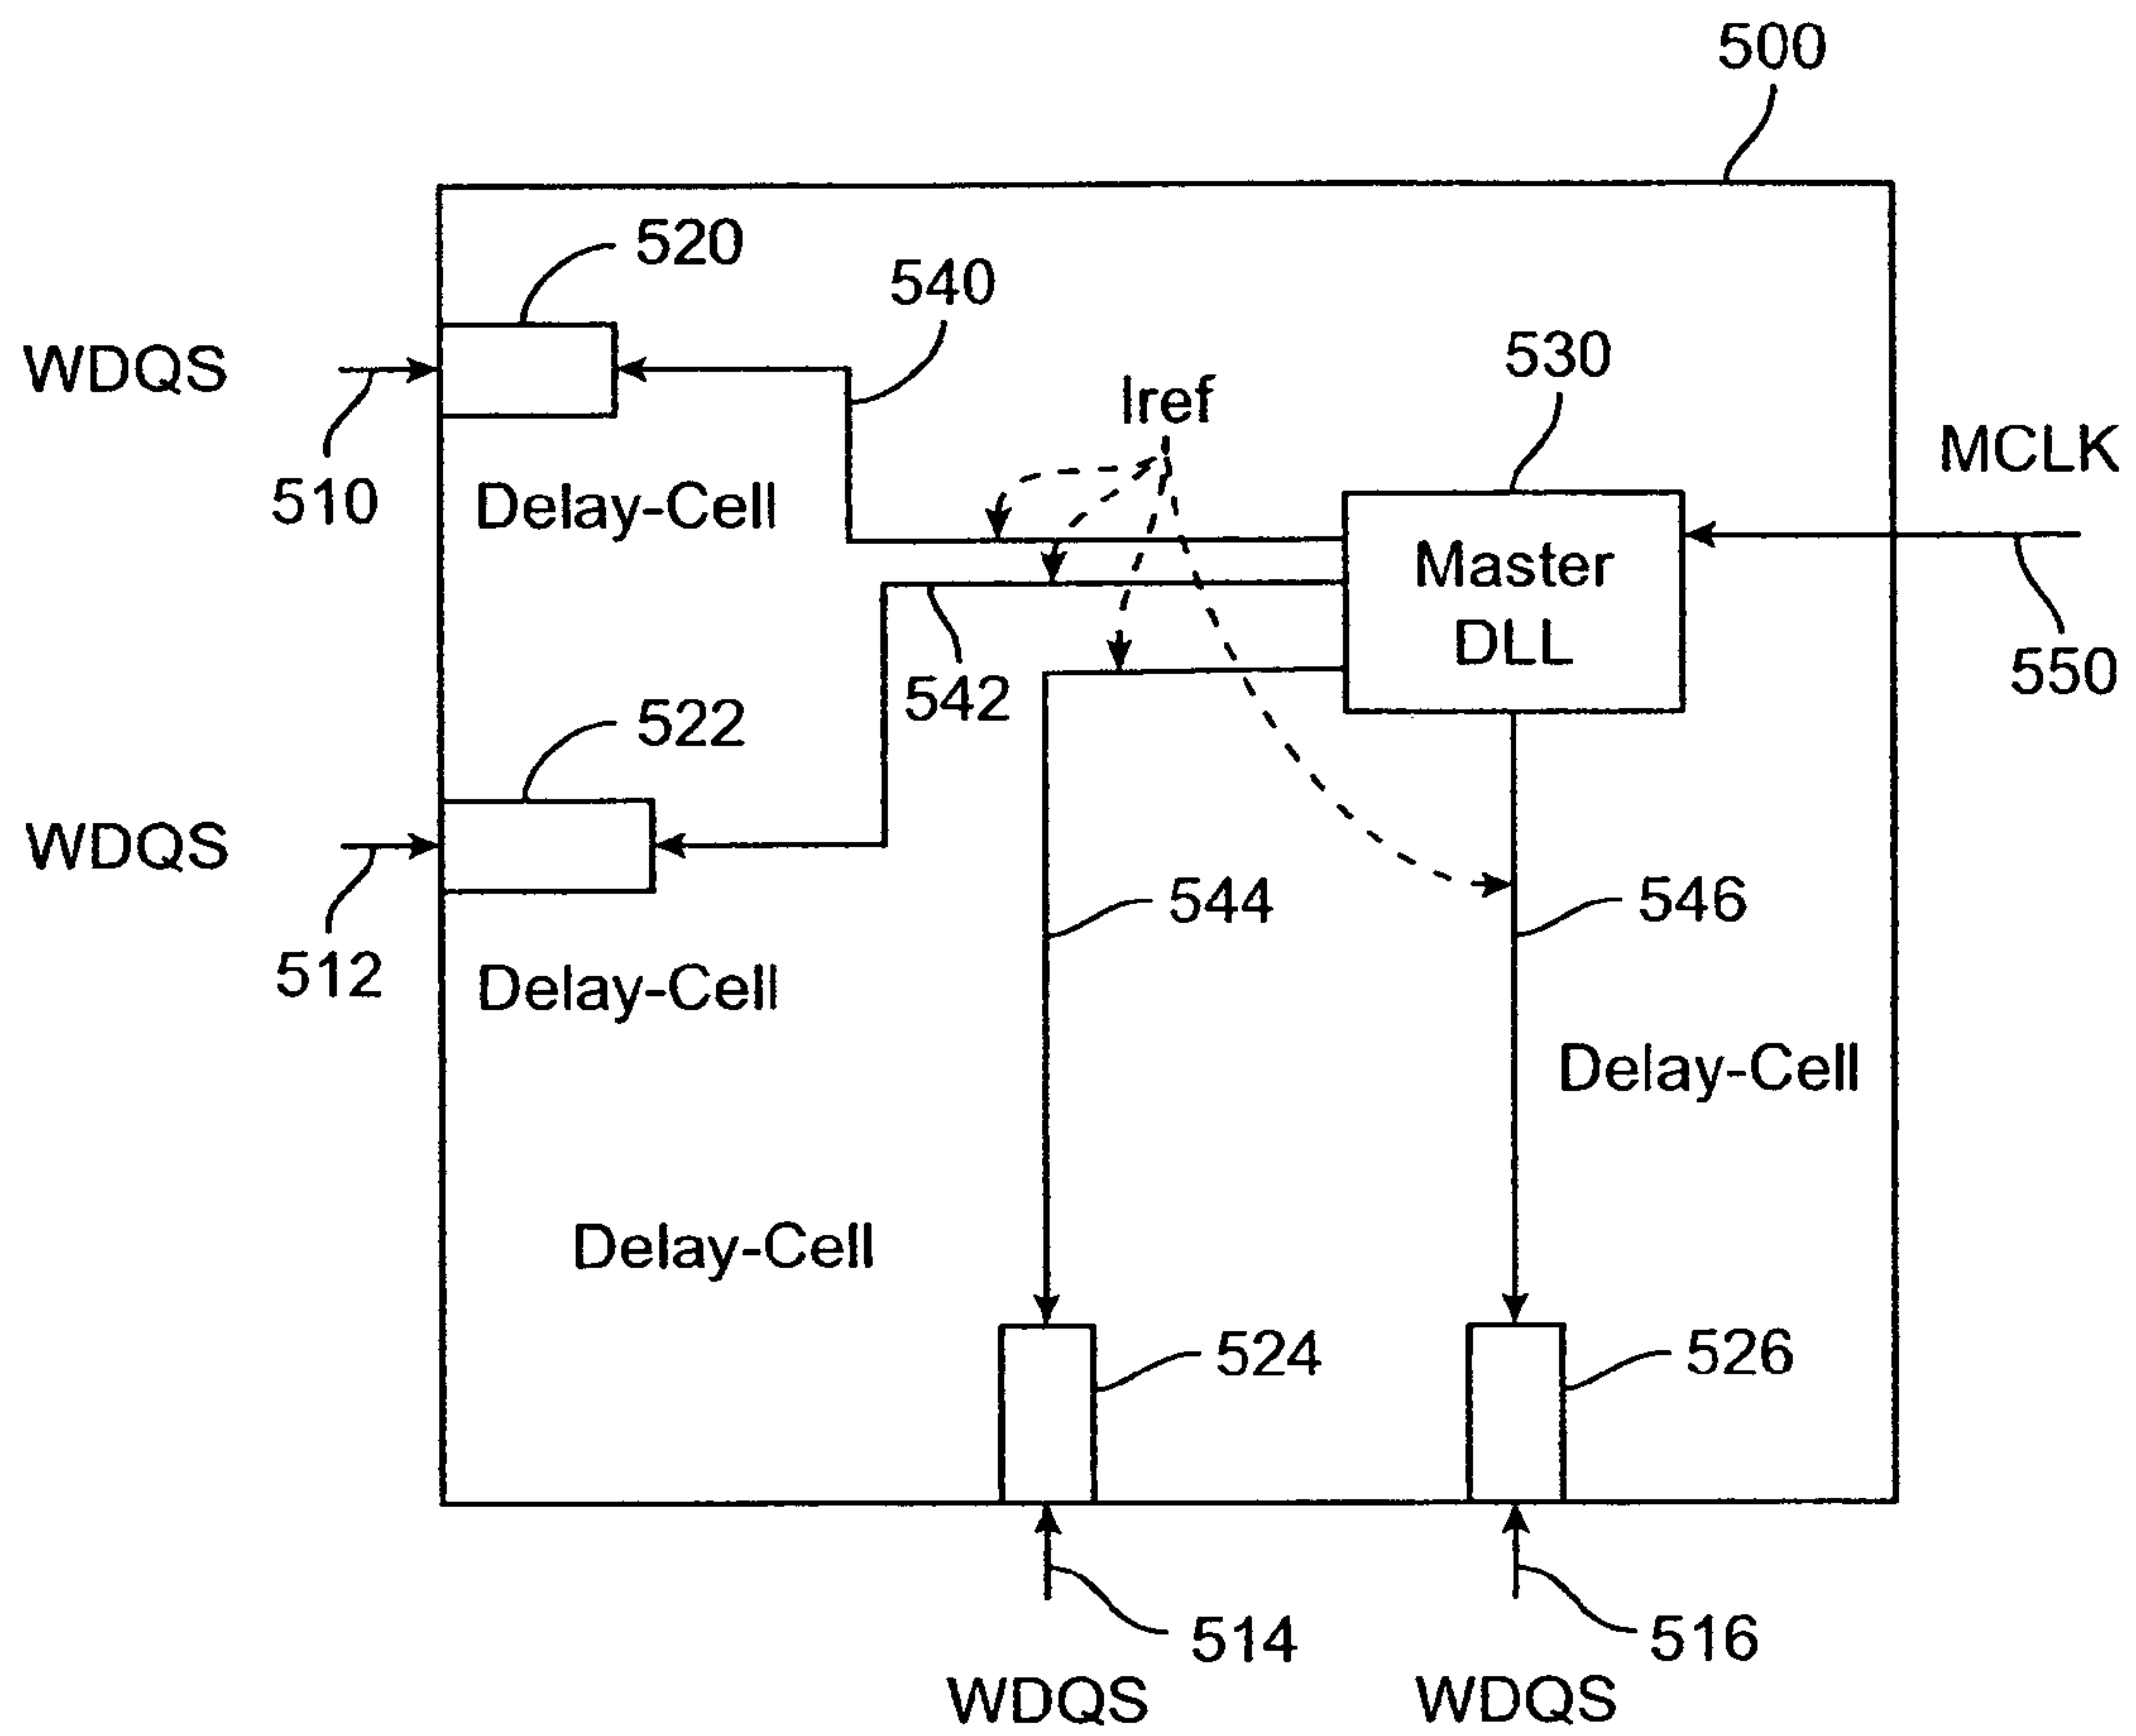 500
520
540
WDQS
530
Iref
MCLK
510
Delay-Cell
Master
DLL
550
542
522
WDQS
544
546
512
Delay-Cell
Delay-Cell
Delay-Cell
524
526
514
516
WDQS
WDQS